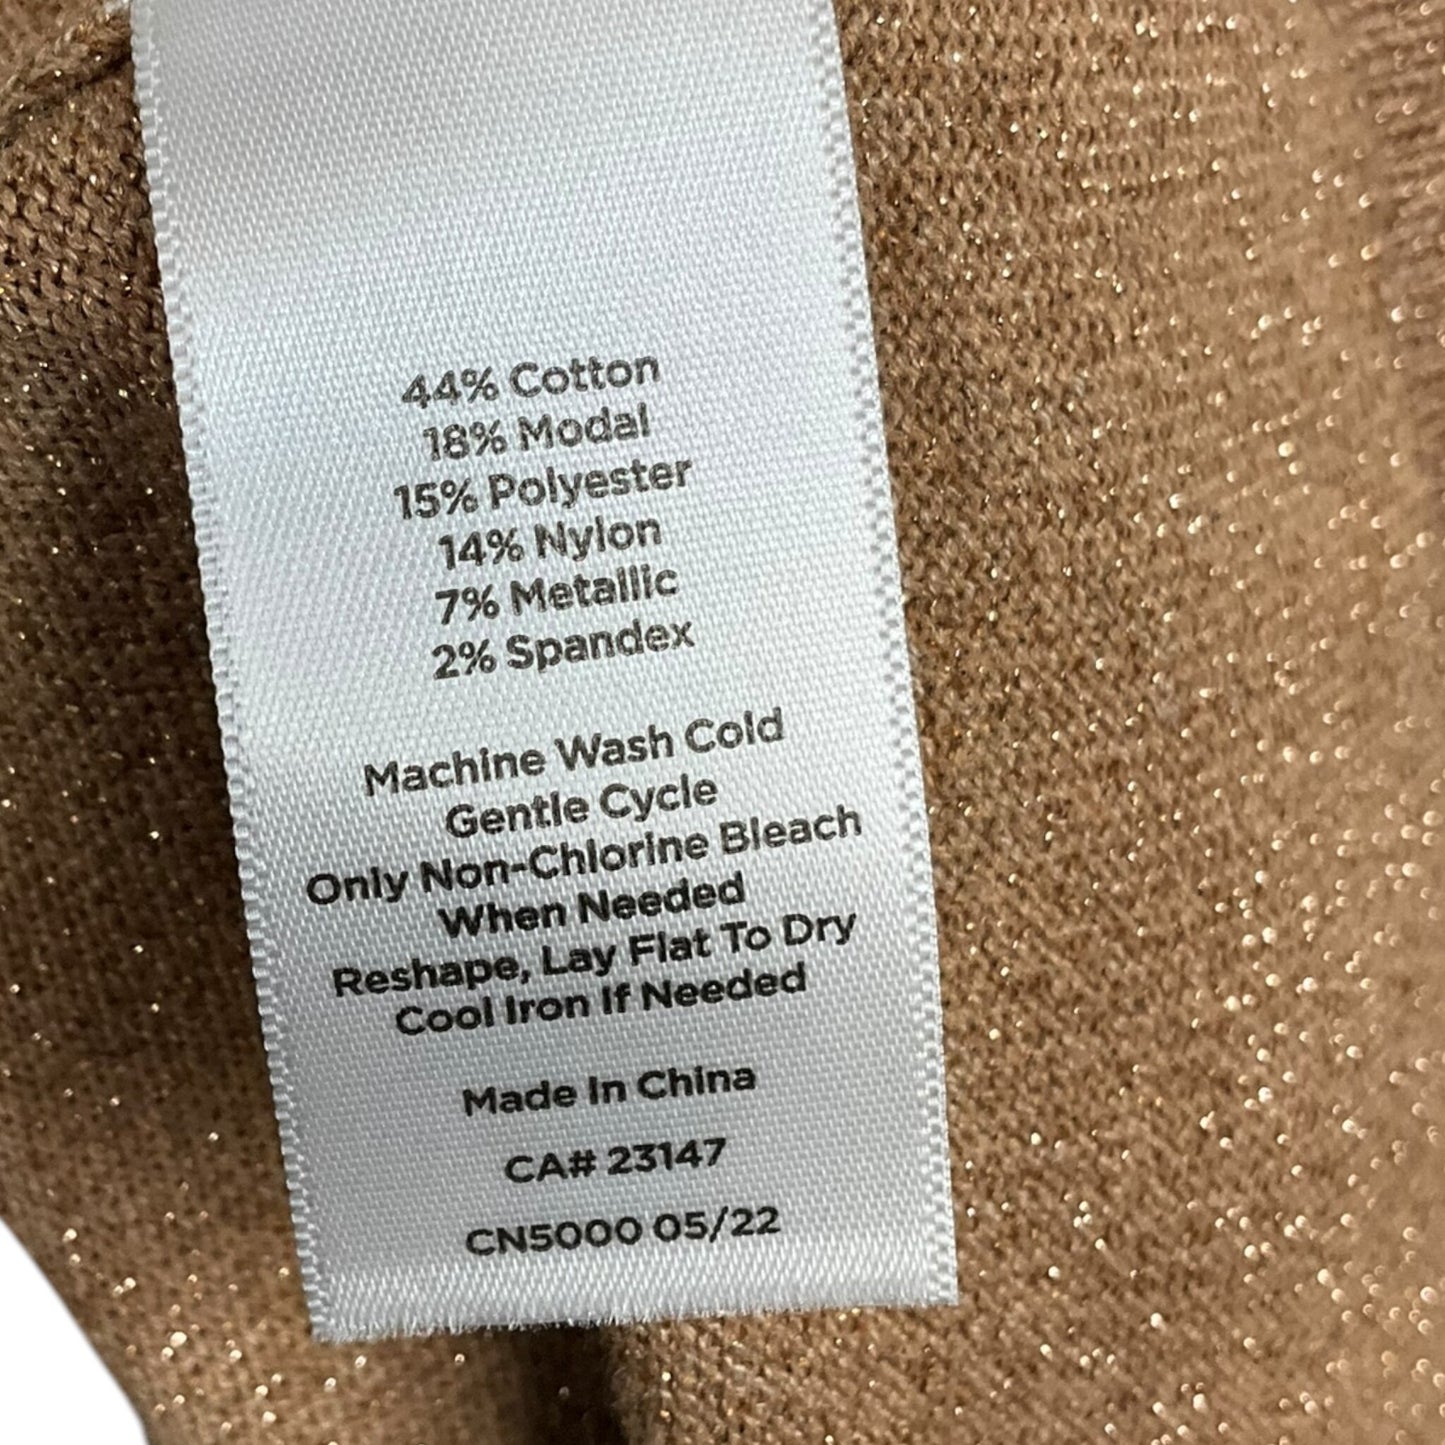 44% Cotton
18% Modal
15% Polyester
14% Nylon
7% Metallic
2% Spandex
Machine Wash Cold
Gentle Cycle
Only Non-Chlorine Bleach
When Needed
Reshape, Lay Flat To Dry
Cool Iron If Needed
Made In China
CA# 23147
CN5000 05/22